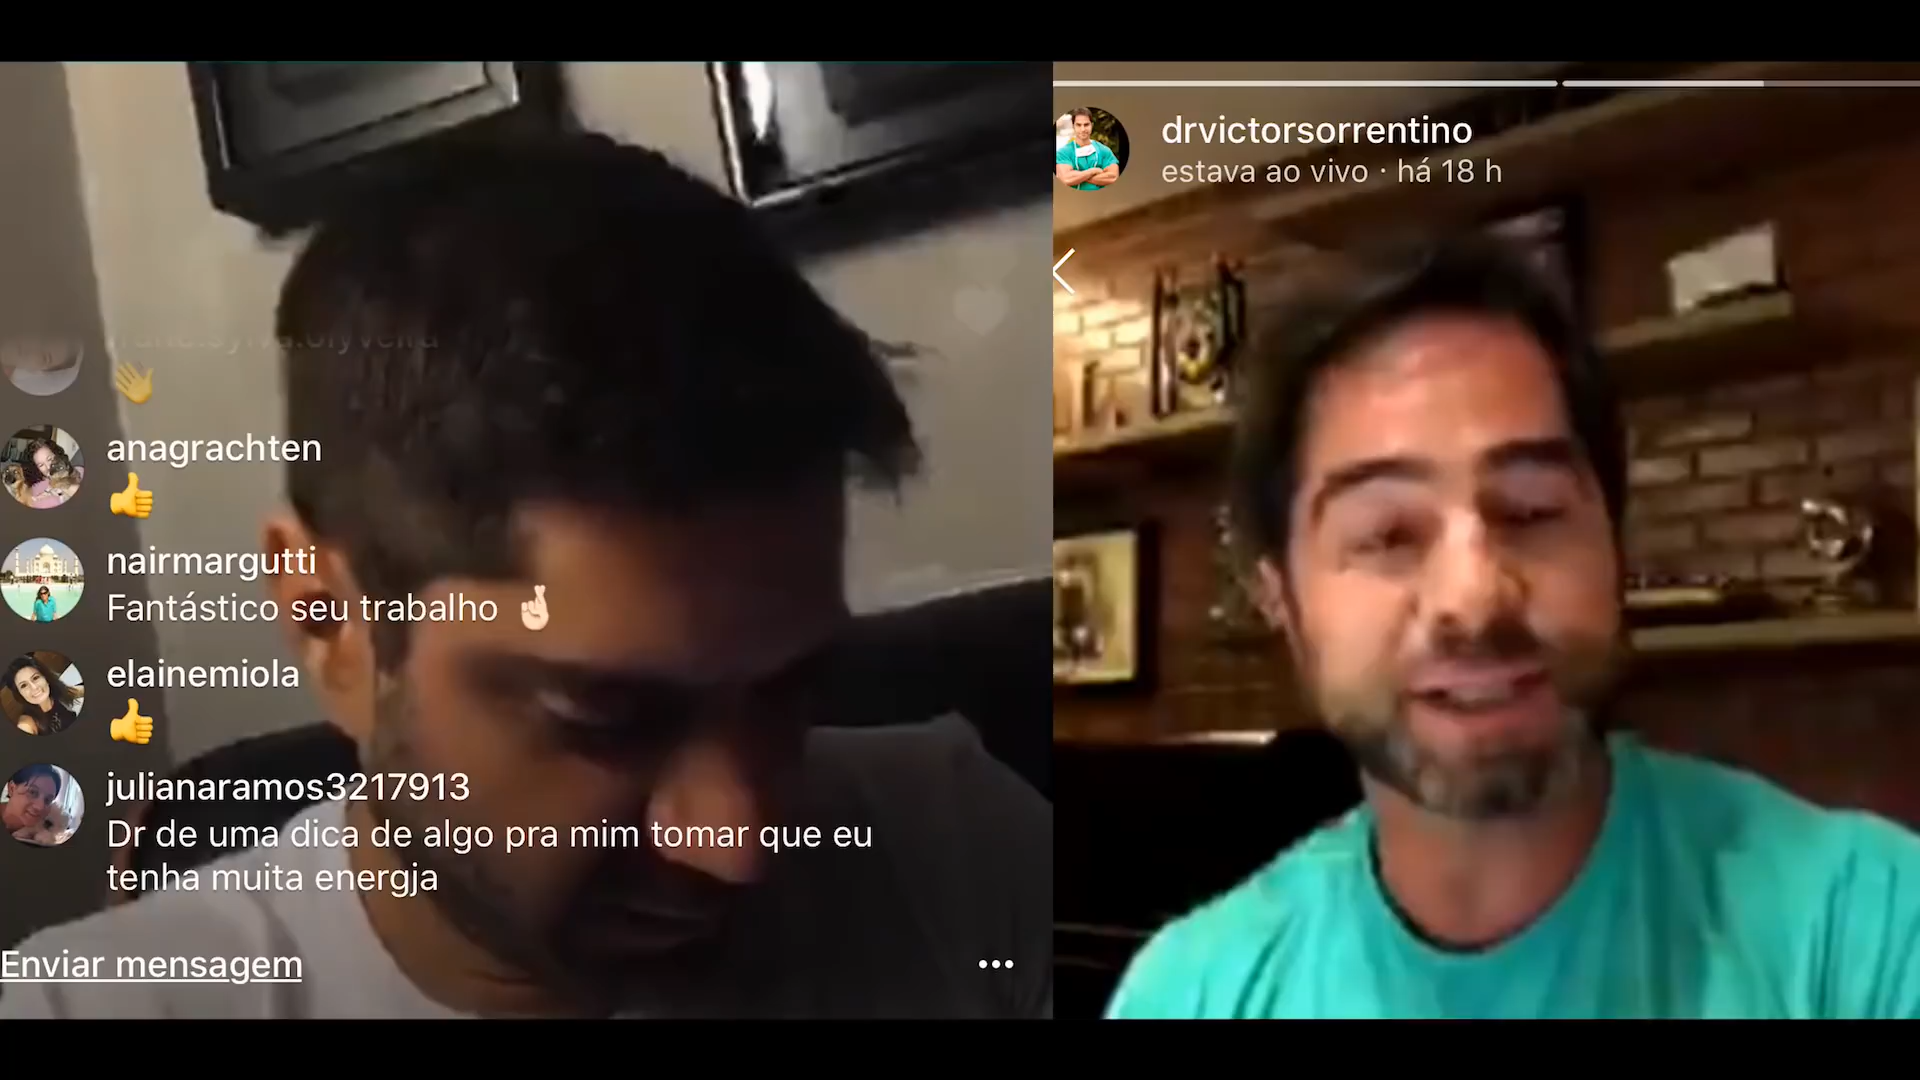 anagrachten
nairmargutti
Fantástico seu trabalho
elainemiola
julianaramos3217913
Dr de uma dica de algo pra mim tomar que eu
tenha muita energja
Enviar mensagem
drvictorsorrentino
estava ao vivo · há 18 h